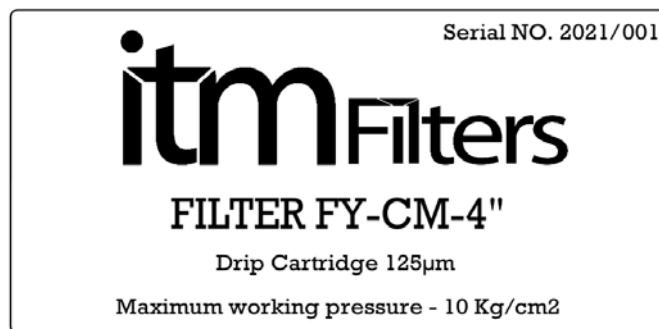 Serial NO. 2021/001
itm Filters
FILTER FY-CM-4"
Drip Cartridge 125µm
Maximum working pressure - 10 Kg/cm2